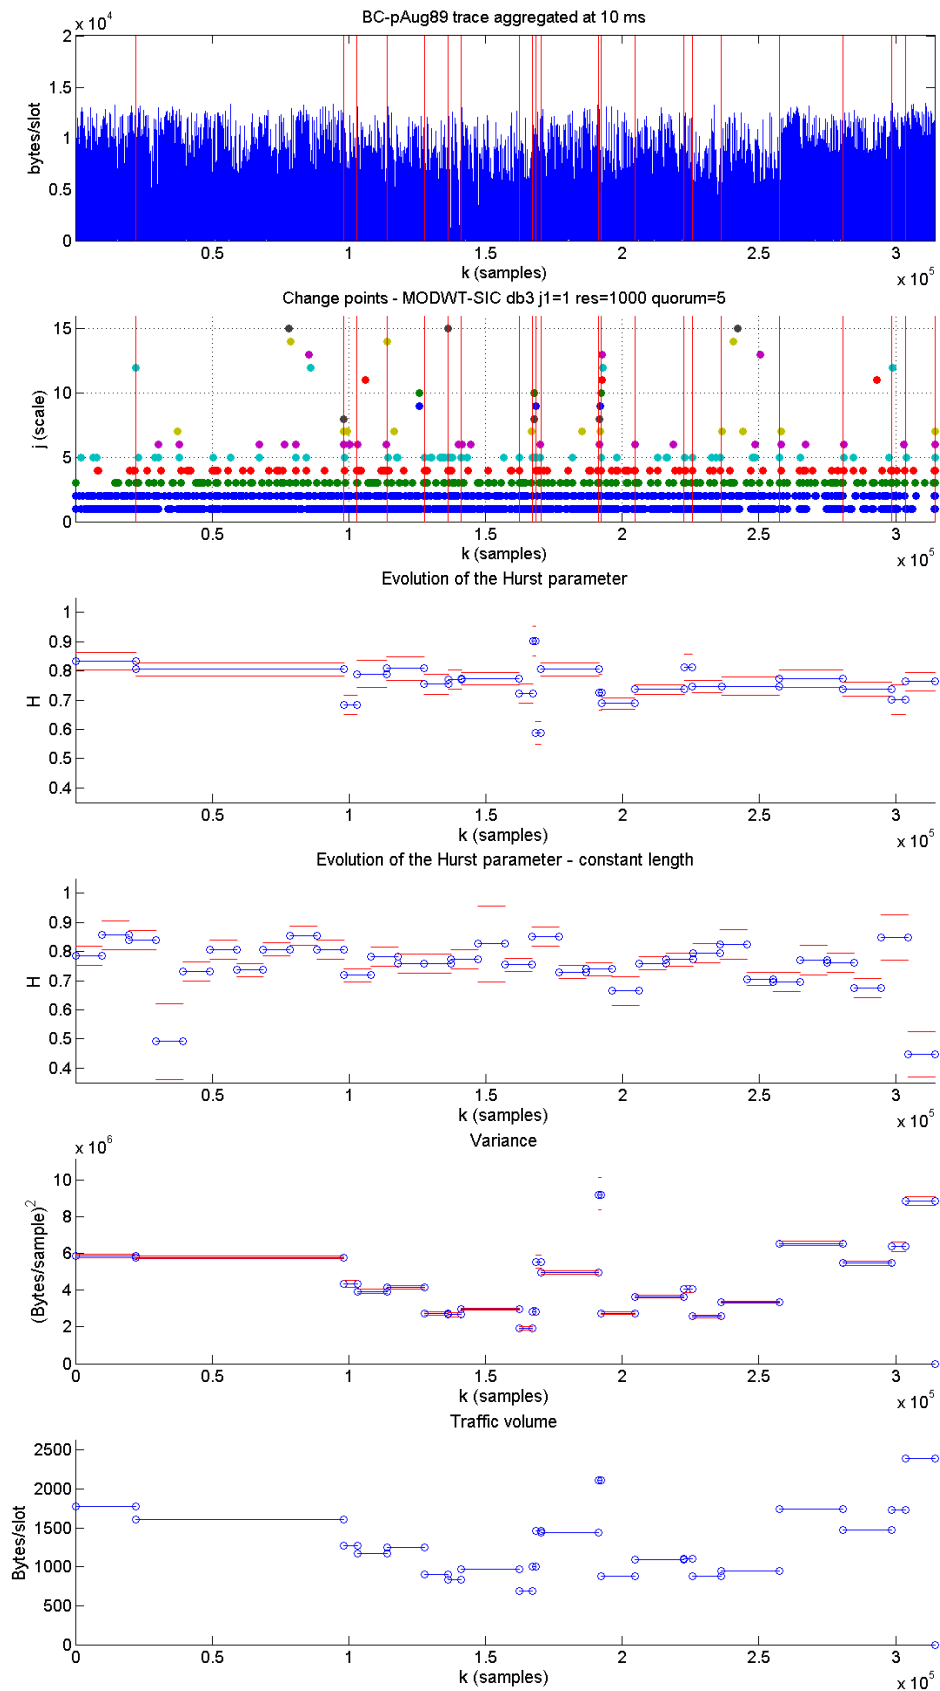 BC-pAug89 trace aggregated at 10 ms
x 10^4
2
1.5
1
0.5
0
bytes/slot
0.5 1 1.5 2 2.5 3
k (samples)
x 10^5
Change points - MODWT-SIC db3 j1=1 res=1000 quorum=5
15
10
5
0
j (scale)
0.5 1 1.5 2 2.5 3
k (samples)
x 10^5
Evolution of the Hurst parameter
1
0.9
0.8
0.7
0.6
0.5
0.4
H
0.5 1 1.5 2 2.5 3
k (samples)
x 10^5
Evolution of the Hurst parameter - constant length
1
0.9
0.8
0.7
0.6
0.5
0.4
H
0.5 1 1.5 2 2.5 3
k (samples)
x 10^5
Variance
x 10^6
10
8
6
4
2
0
(Bytes/sample)^2
0 0.5 1 1.5 2 2.5 3
k (samples)
x 10^5
Traffic volume
2500
2000
1500
1000
500
0
Bytes/slot
0 0.5 1 1.5 2 2.5 3
k (samples)
x 10^5